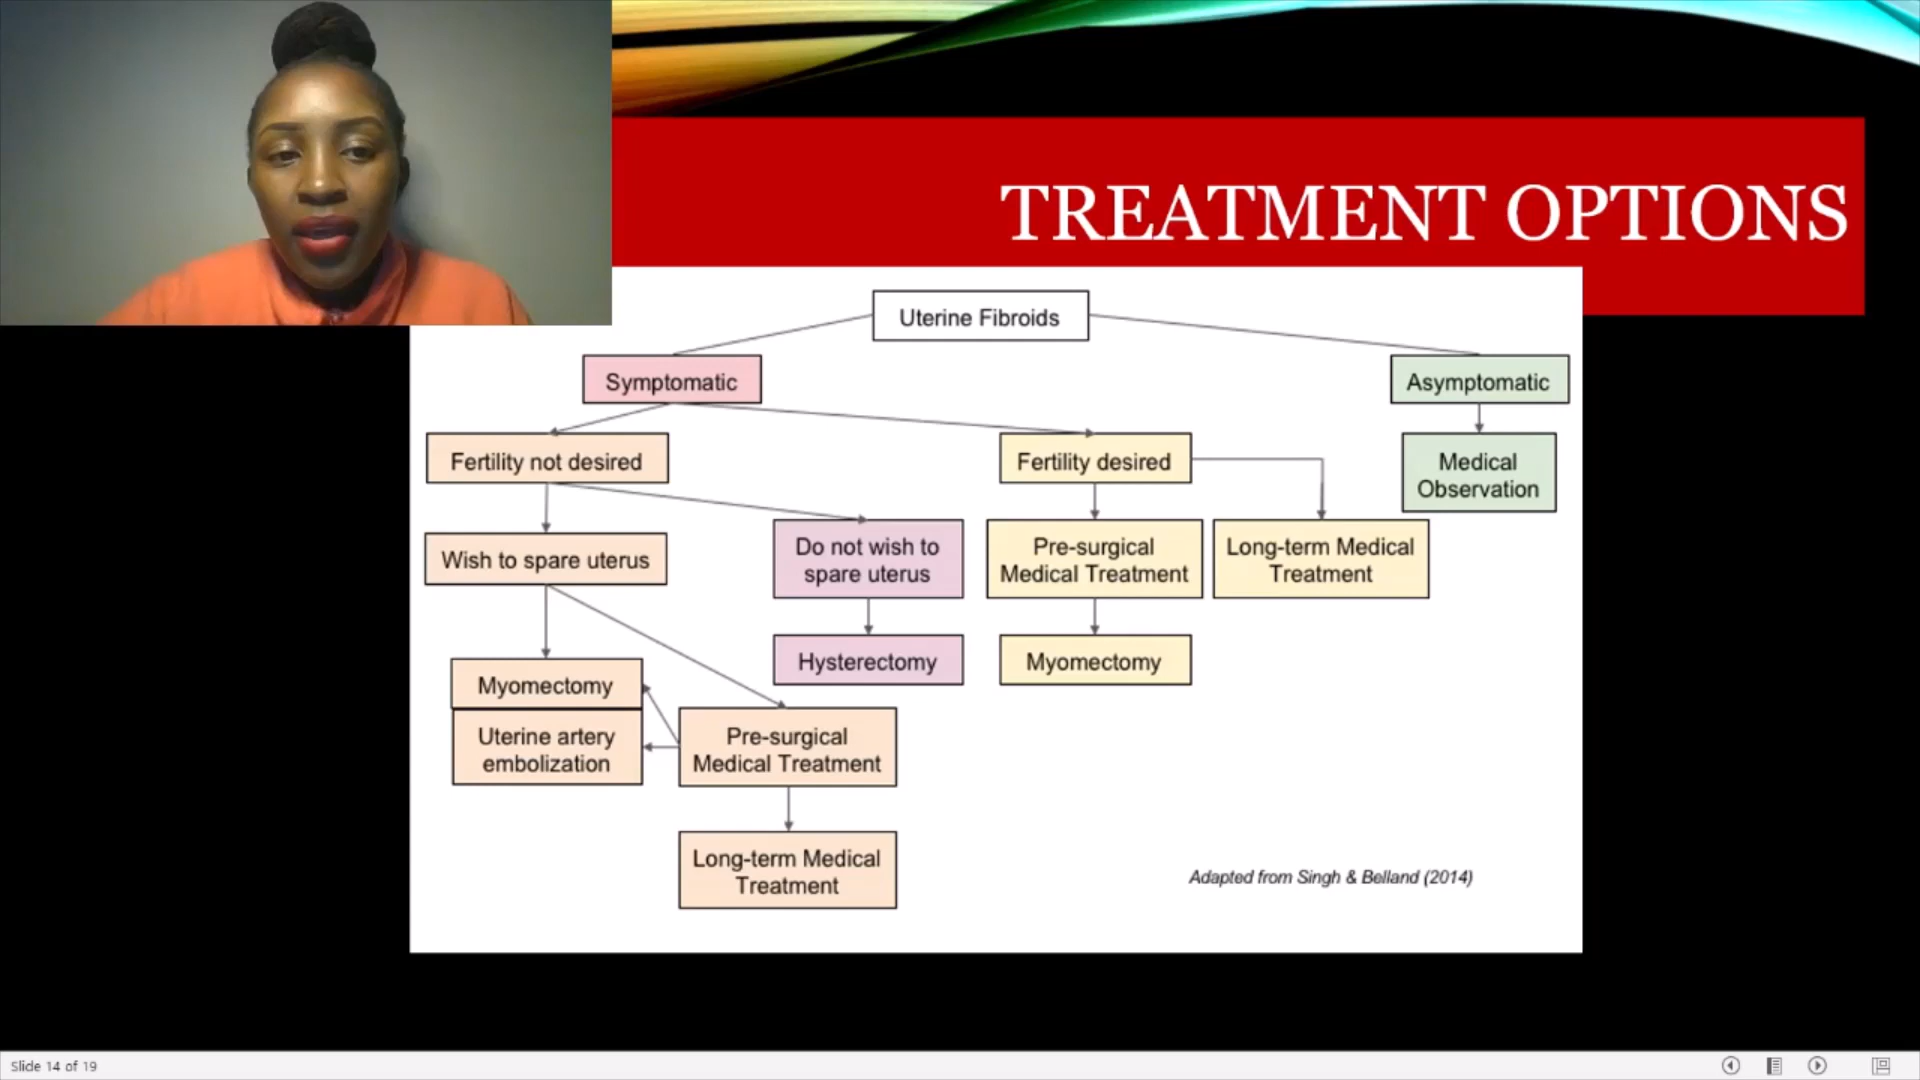 TREATMENT OPTIONS
Uterine Fibroids
Symptomatic
Asymptomatic
Fertility not desired
Fertility desired
Medical
Observation
Wish to spare uterus
Do not wish to
spare uterus
Pre-surgical
Medical Treatment
Long-term Medical
Treatment
Hysterectomy
Myomectomy
Myomectomy
Uterine artery
embolization
Pre-surgical
Medical Treatment
Long-term Medical
Treatment
Adapted from Singh & Belland (2014)
Slide 14 of 19